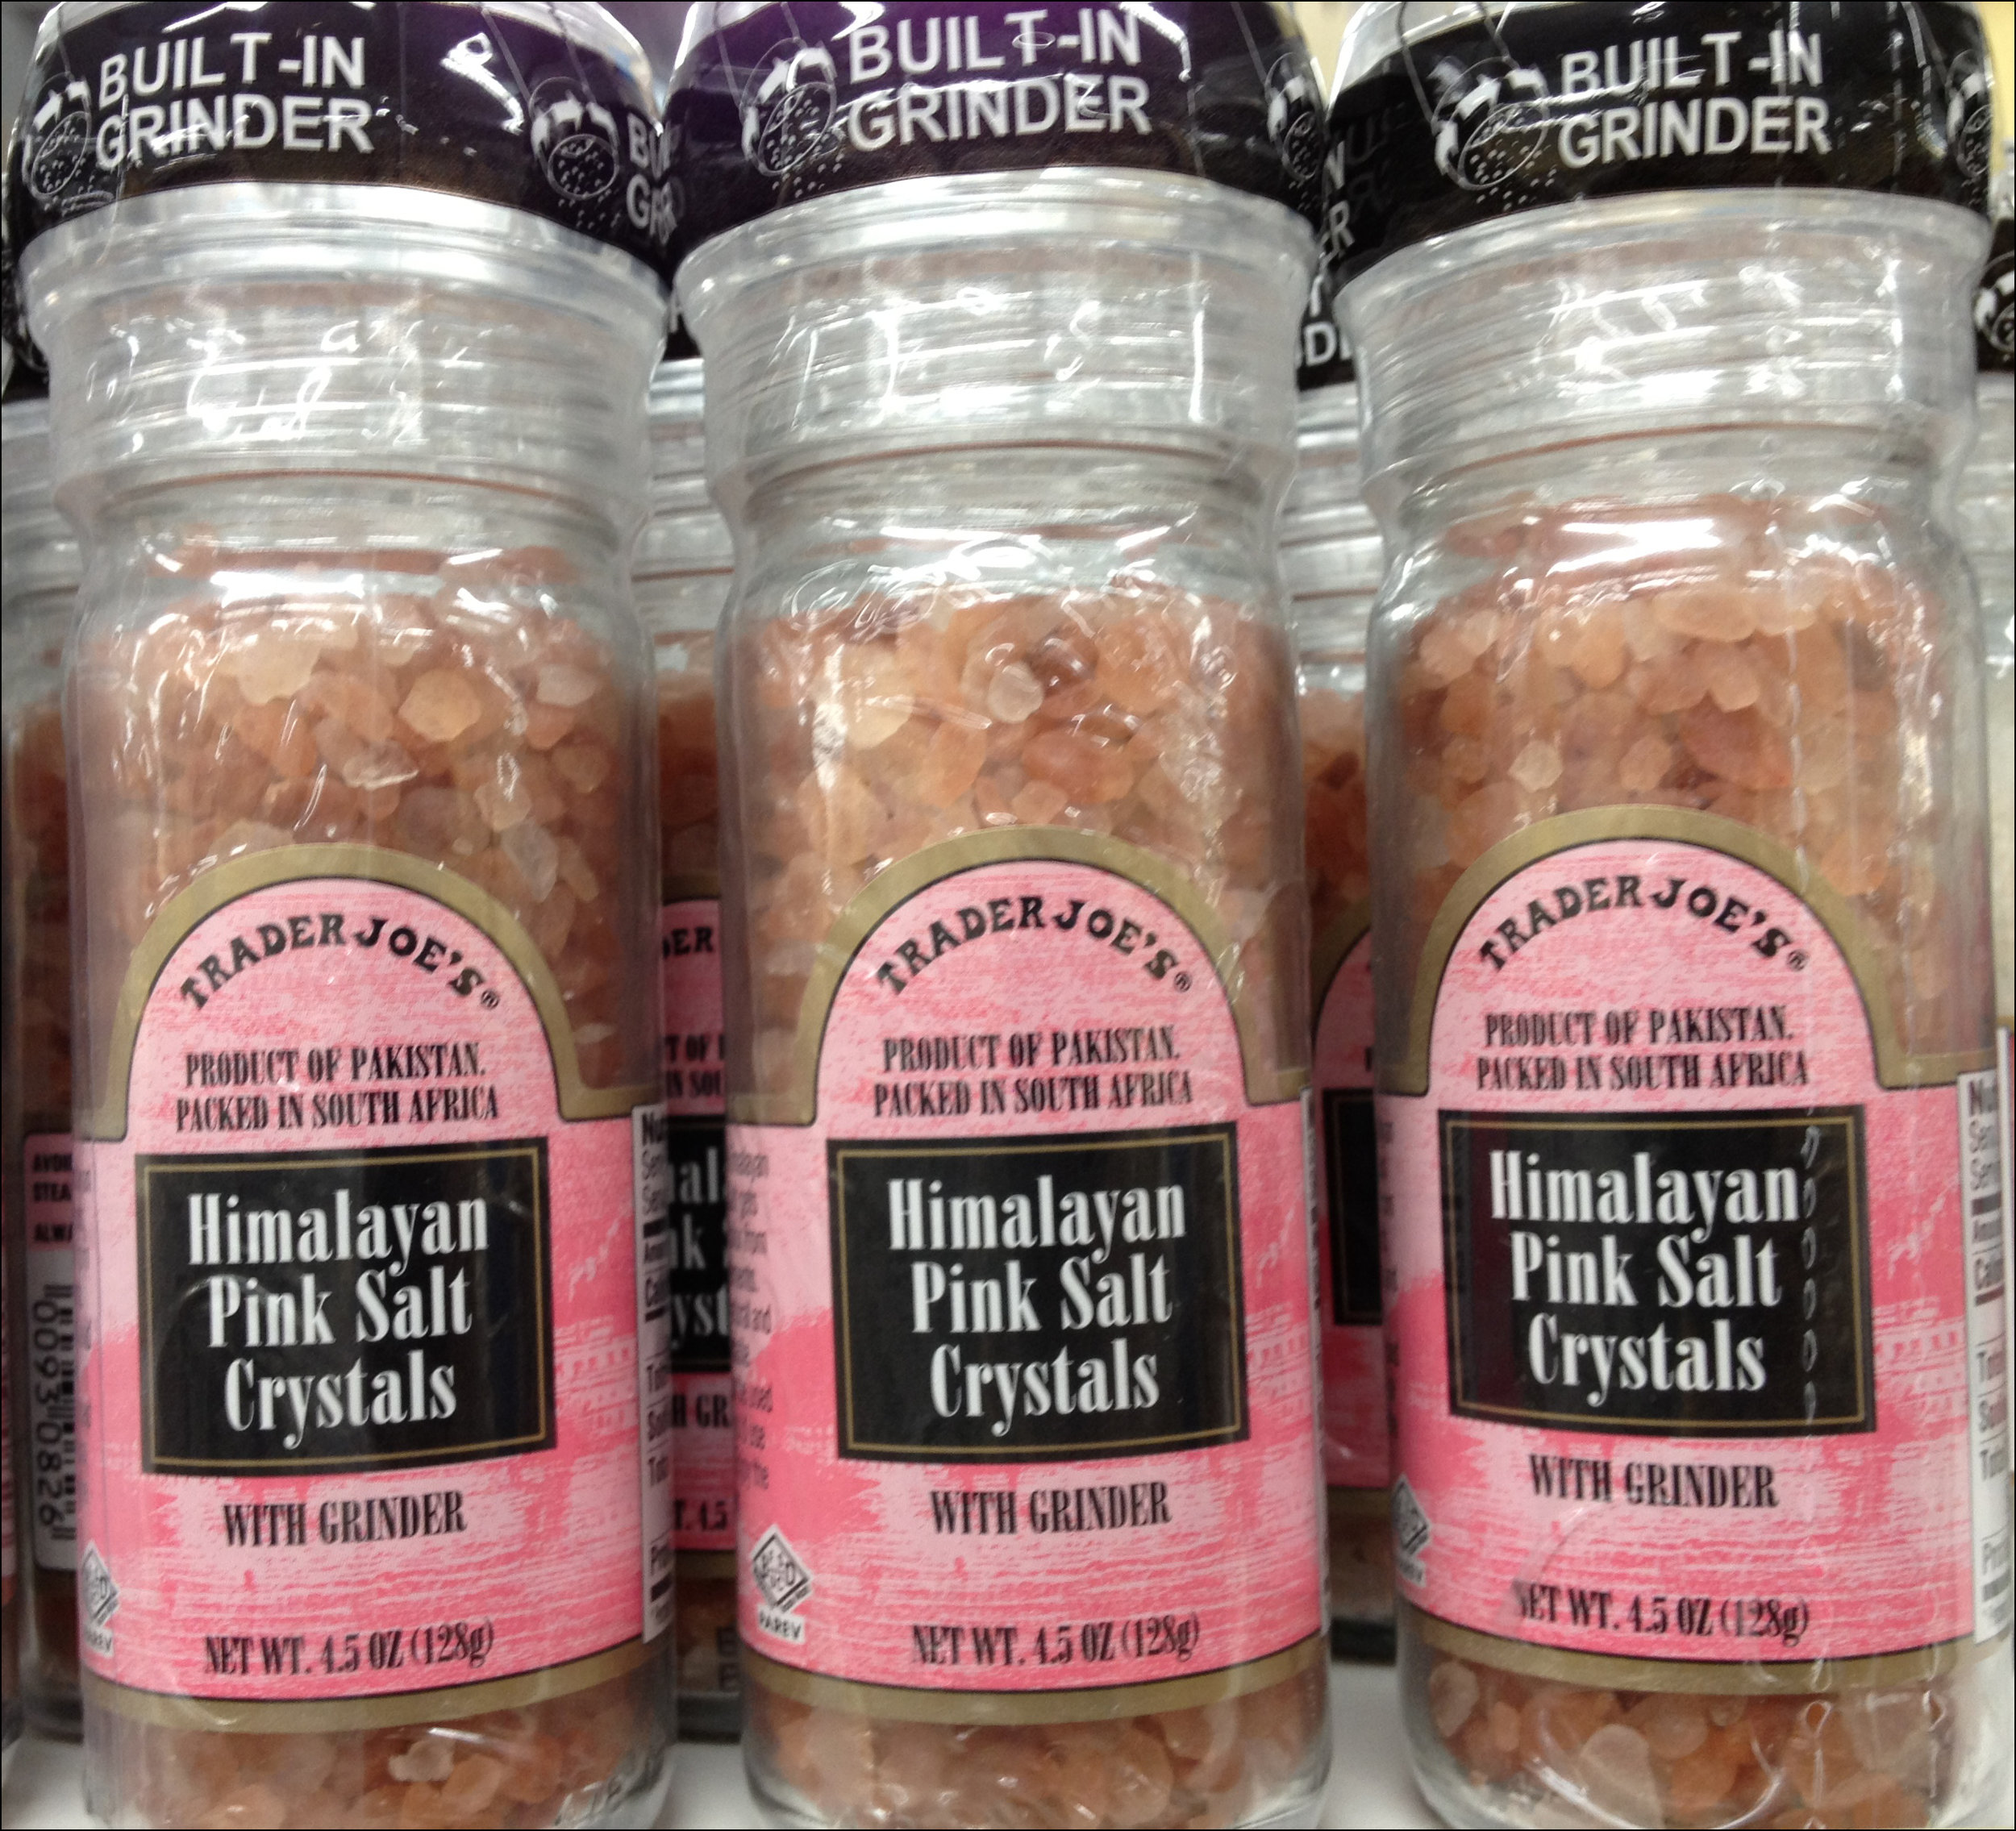 BUILT-IN
GRINDER
BUILT-IN
GRINDER
BUILT-IN
GRINDER
TRADER JOE'S®
PRODUCT OF PAKISTAN.
PACKED IN SOUTH AFRICA
Himalayan
Pink Salt
Crystals
WITH GRINDER
NET WT. 4.5 OZ (128g)
TRADER JOE'S®
PRODUCT OF PAKISTAN.
PACKED IN SOUTH AFRICA
Himalayan
Pink Salt
Crystals
WITH GRINDER
PAREV
NET WT. 4.5 OZ (128g)
TRADER JOE'S®
PRODUCT OF PAKISTAN.
PACKED IN SOUTH AFRICA
Himalayan
Pink Salt
Crystals
WITH GRINDER
NET WT. 4.5 OZ (128g)
00930826